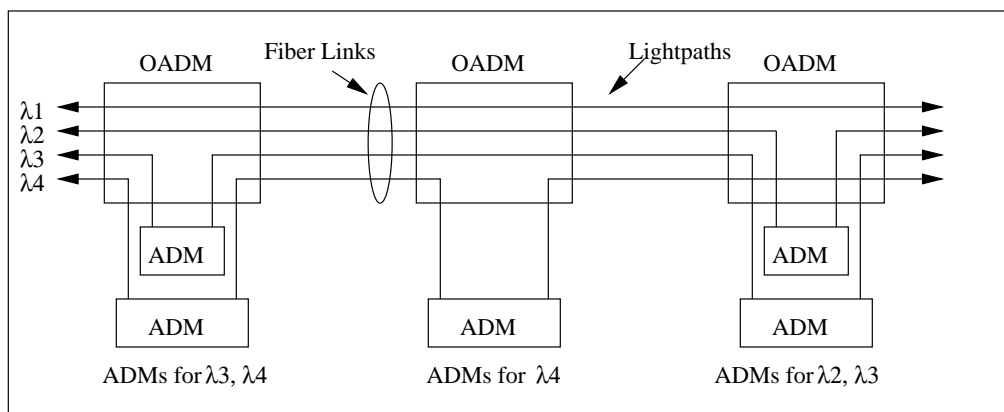 Fiber Links
Lightpaths
OADM
OADM
OADM
λ1
λ2
λ3
λ4
ADM
ADM
ADM
ADM
ADM
ADMs for λ3, λ4
ADMs for λ4
ADMs for λ2, λ3